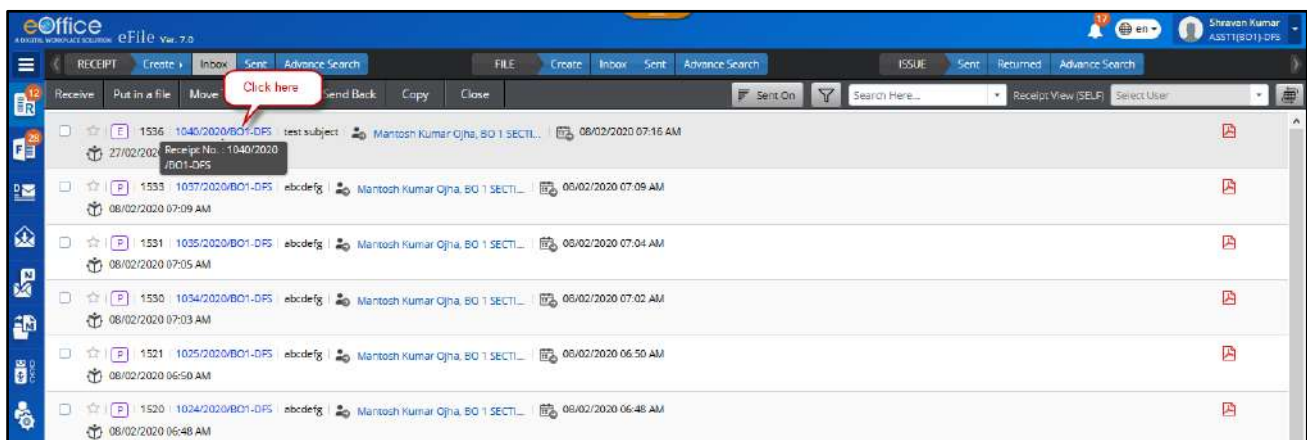 eOffice
A DIGITAL WORKPLACE SOLUTION eFile Ver. 7.0
17 en Shravan Kumar
ASST1(BO1)-DFS
RECEIPT Create Inbox Sent Advance Search FILE Create Inbox Sent Advance Search ISSUE Sent Returned Advance Search
Receive Put in a file Move Click here Send Back Copy Close Sent On Search Here... Receipt View (SELF) Select User
12
28
E 1536 1040/2020/BO1-DFS test subject Mantosh Kumar Ojha, BO 1 SECTI... 08/02/2020 07:16 AM
27/02/202 Receipt No. : 1040/2020
/BO1-DFS
P 1533 1037/2020/BO1-DFS abcdefg Mantosh Kumar Ojha, BO 1 SECTI... 08/02/2020 07:09 AM
08/02/2020 07:09 AM
P 1531 1035/2020/BO1-DFS abcdefg Mantosh Kumar Ojha, BO 1 SECTI... 08/02/2020 07:04 AM
08/02/2020 07:05 AM
P 1530 1034/2020/BO1-DFS abcdefg Mantosh Kumar Ojha, BO 1 SECTI... 08/02/2020 07:02 AM
08/02/2020 07:03 AM
P 1521 1025/2020/BO1-DFS abcdefg Mantosh Kumar Ojha, BO 1 SECTI... 08/02/2020 06:50 AM
08/02/2020 06:50 AM
P 1520 1024/2020/BO1-DFS abcdefg Mantosh Kumar Ojha, BO 1 SECTI... 08/02/2020 06:48 AM
08/02/2020 06:48 AM